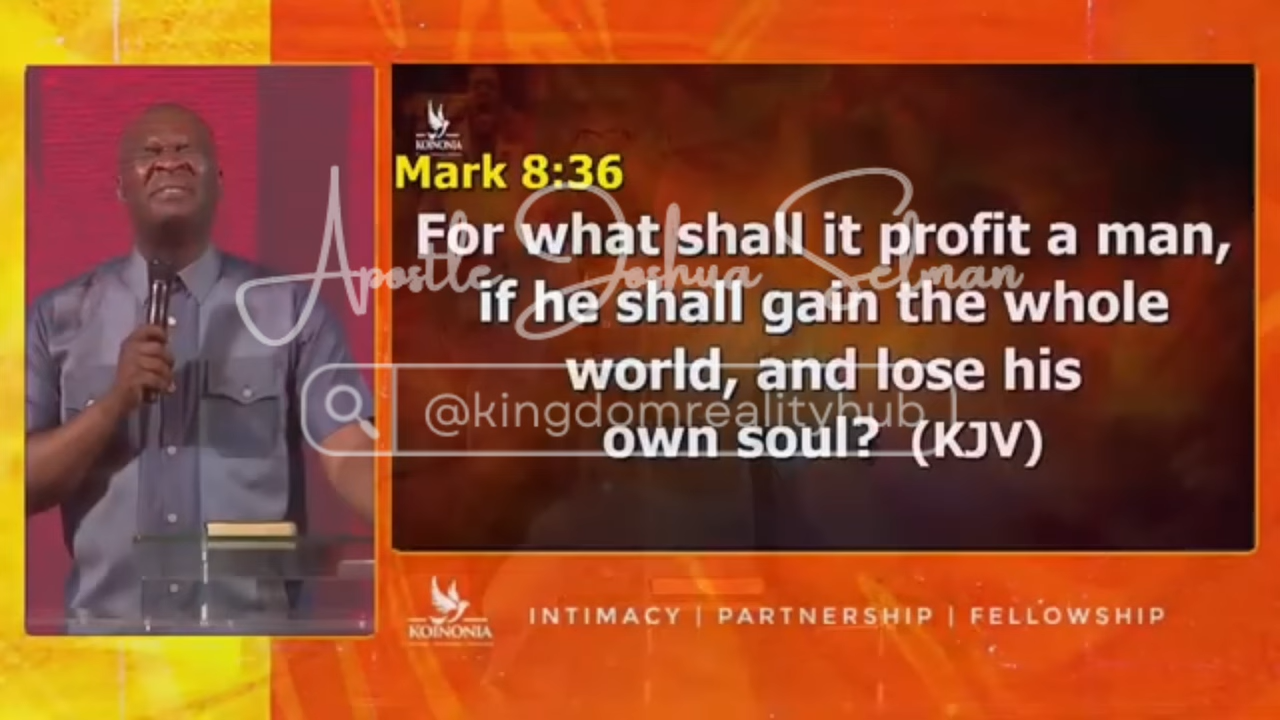 KOINONIA
Mark 8:36
For what shall it profit a man,
if he shall gain the whole
world, and lose his
own soul? (KJV)
Apostle Joshua Selman
@kingdomrealityhub
KOINONIA
INTIMACY | PARTNERSHIP | FELLOWSHIP